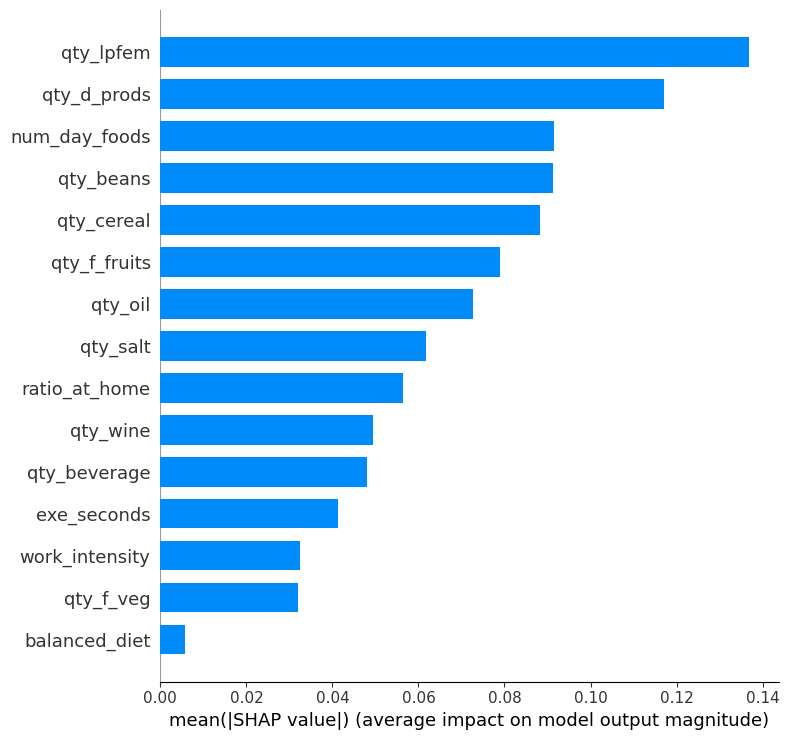 qty_lpfem
qty_d_prods
num_day_foods
qty_beans
qty_cereal
qty_f_fruits
qty_oil
qty_salt
ratio_at_home
qty_wine
qty_beverage
exe_seconds
work_intensity
qty_f_veg
balanced_diet
0.00 0.02 0.04 0.06 0.08 0.10 0.12 0.14
mean(|SHAP value|) (average impact on model output magnitude)